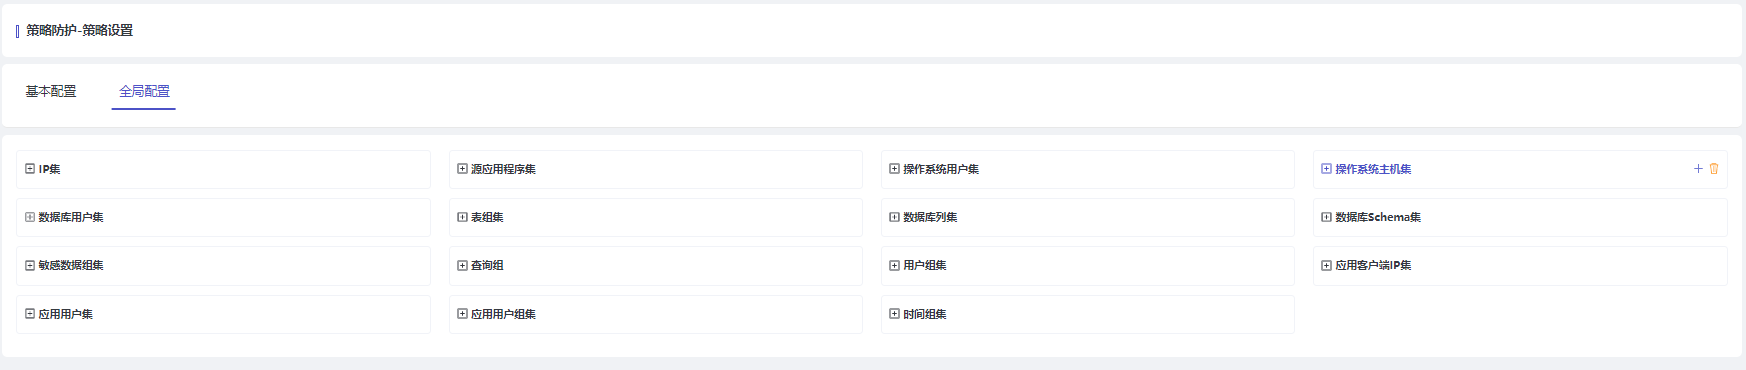 策略防护-策略设置
基本配置 全局配置
IP集 源应用程序集 操作系统用户集 操作系统主机集
数据库用户集 表组集 数据库列集 数据库Schema集
敏感数据组集 查询组 用户组集 应用客户端IP集
应用用户集 应用用户组集 时间组集